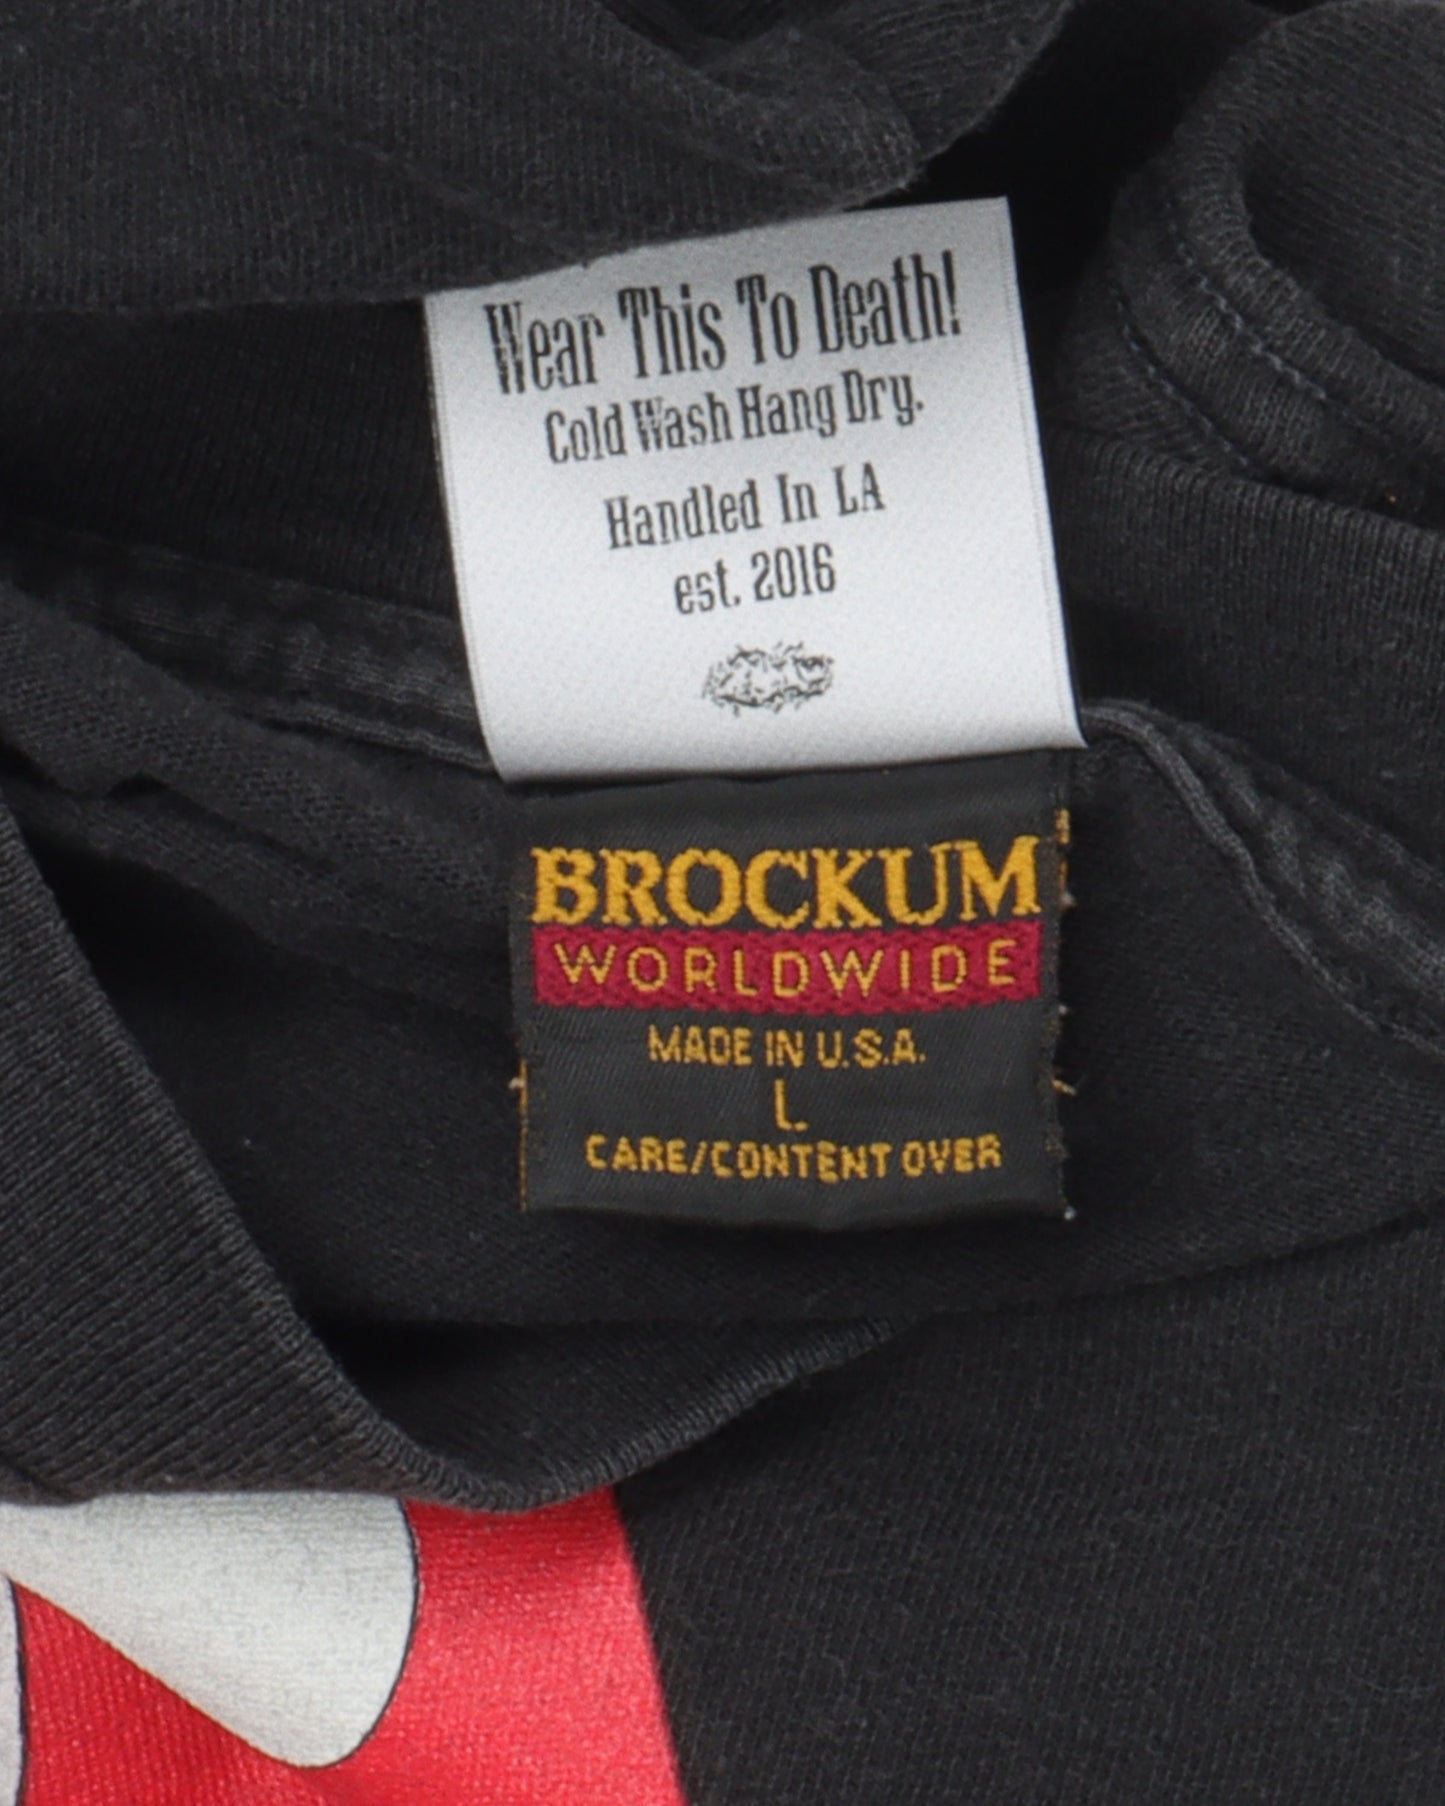 Wear This To Death!
Cold Wash Hang Dry.
Handled In LA
est. 2016
BROCKUM
WORLDWIDE
MADE IN U.S.A.
L
CARE/CONTENT OVER